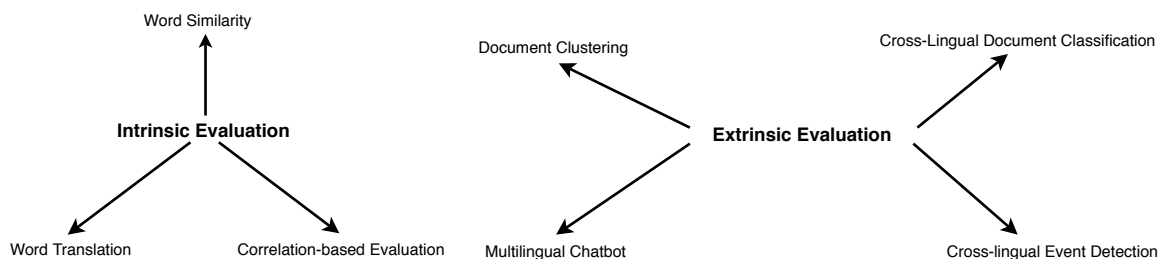 Word Similarity
Intrinsic Evaluation
Word Translation
Correlation-based Evaluation
Document Clustering
Cross-Lingual Document Classification
Extrinsic Evaluation
Multilingual Chatbot
Cross-lingual Event Detection